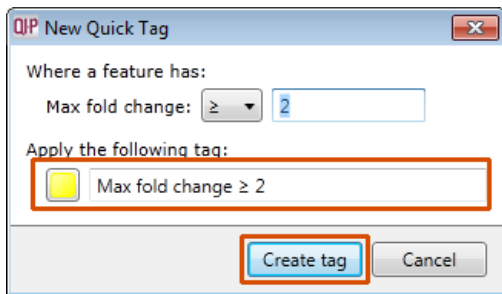 QIP New Quick Tag
Where a feature has:
Max fold change: ≥ 2
Apply the following tag:
Max fold change ≥ 2
Create tag Cancel